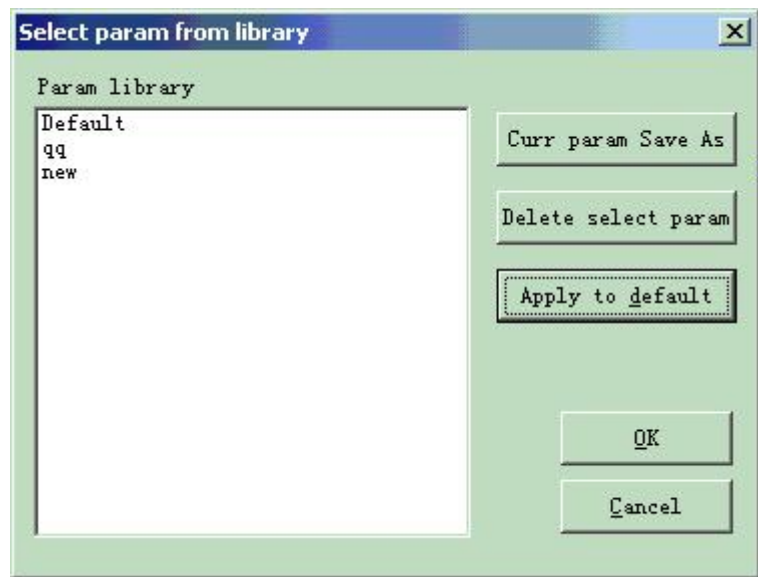 Select param from library
Param library
Default
qq
new
Curr param Save As
Delete select param
Apply to default
OK
Cancel